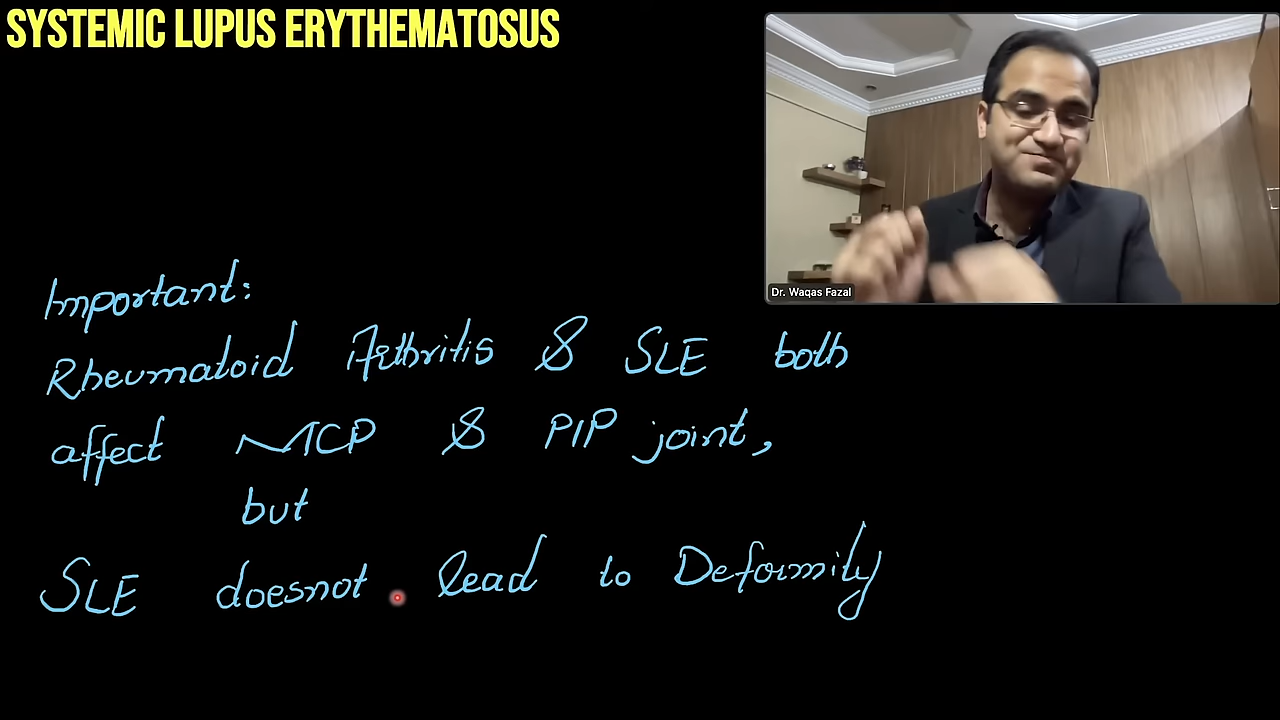 SYSTEMIC LUPUS ERYTHEMATOSUS
Dr. Waqas Fazal
Important:
Rheumatoid Arthritis & SLE both
affect MCP & PIP joint,
but
SLE doesnot lead to Deformity